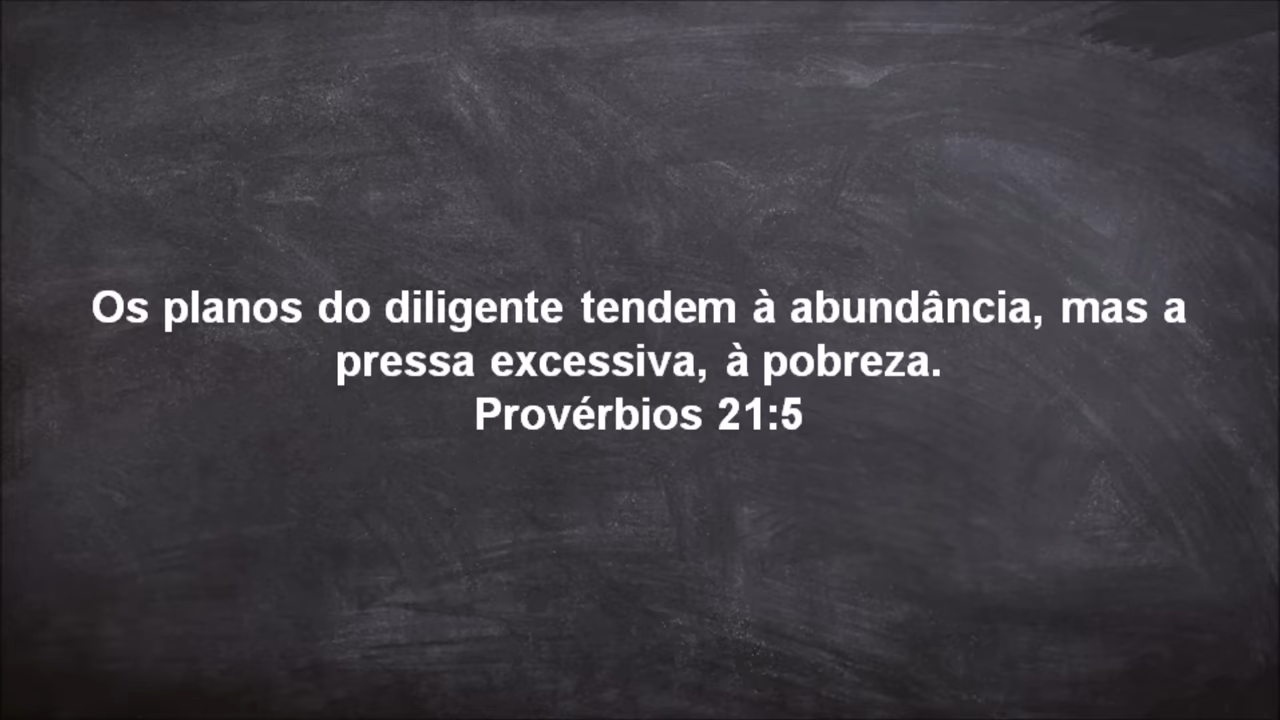 Os planos do diligente tendem à abundância, mas a
pressa excessiva, à pobreza.
Provérbios 21:5